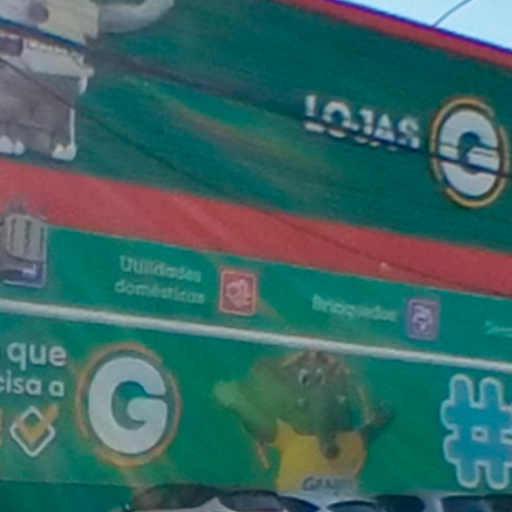 LOJAS G
Utilidades
domésticas
Brinquedos
que
cisa a
G
#